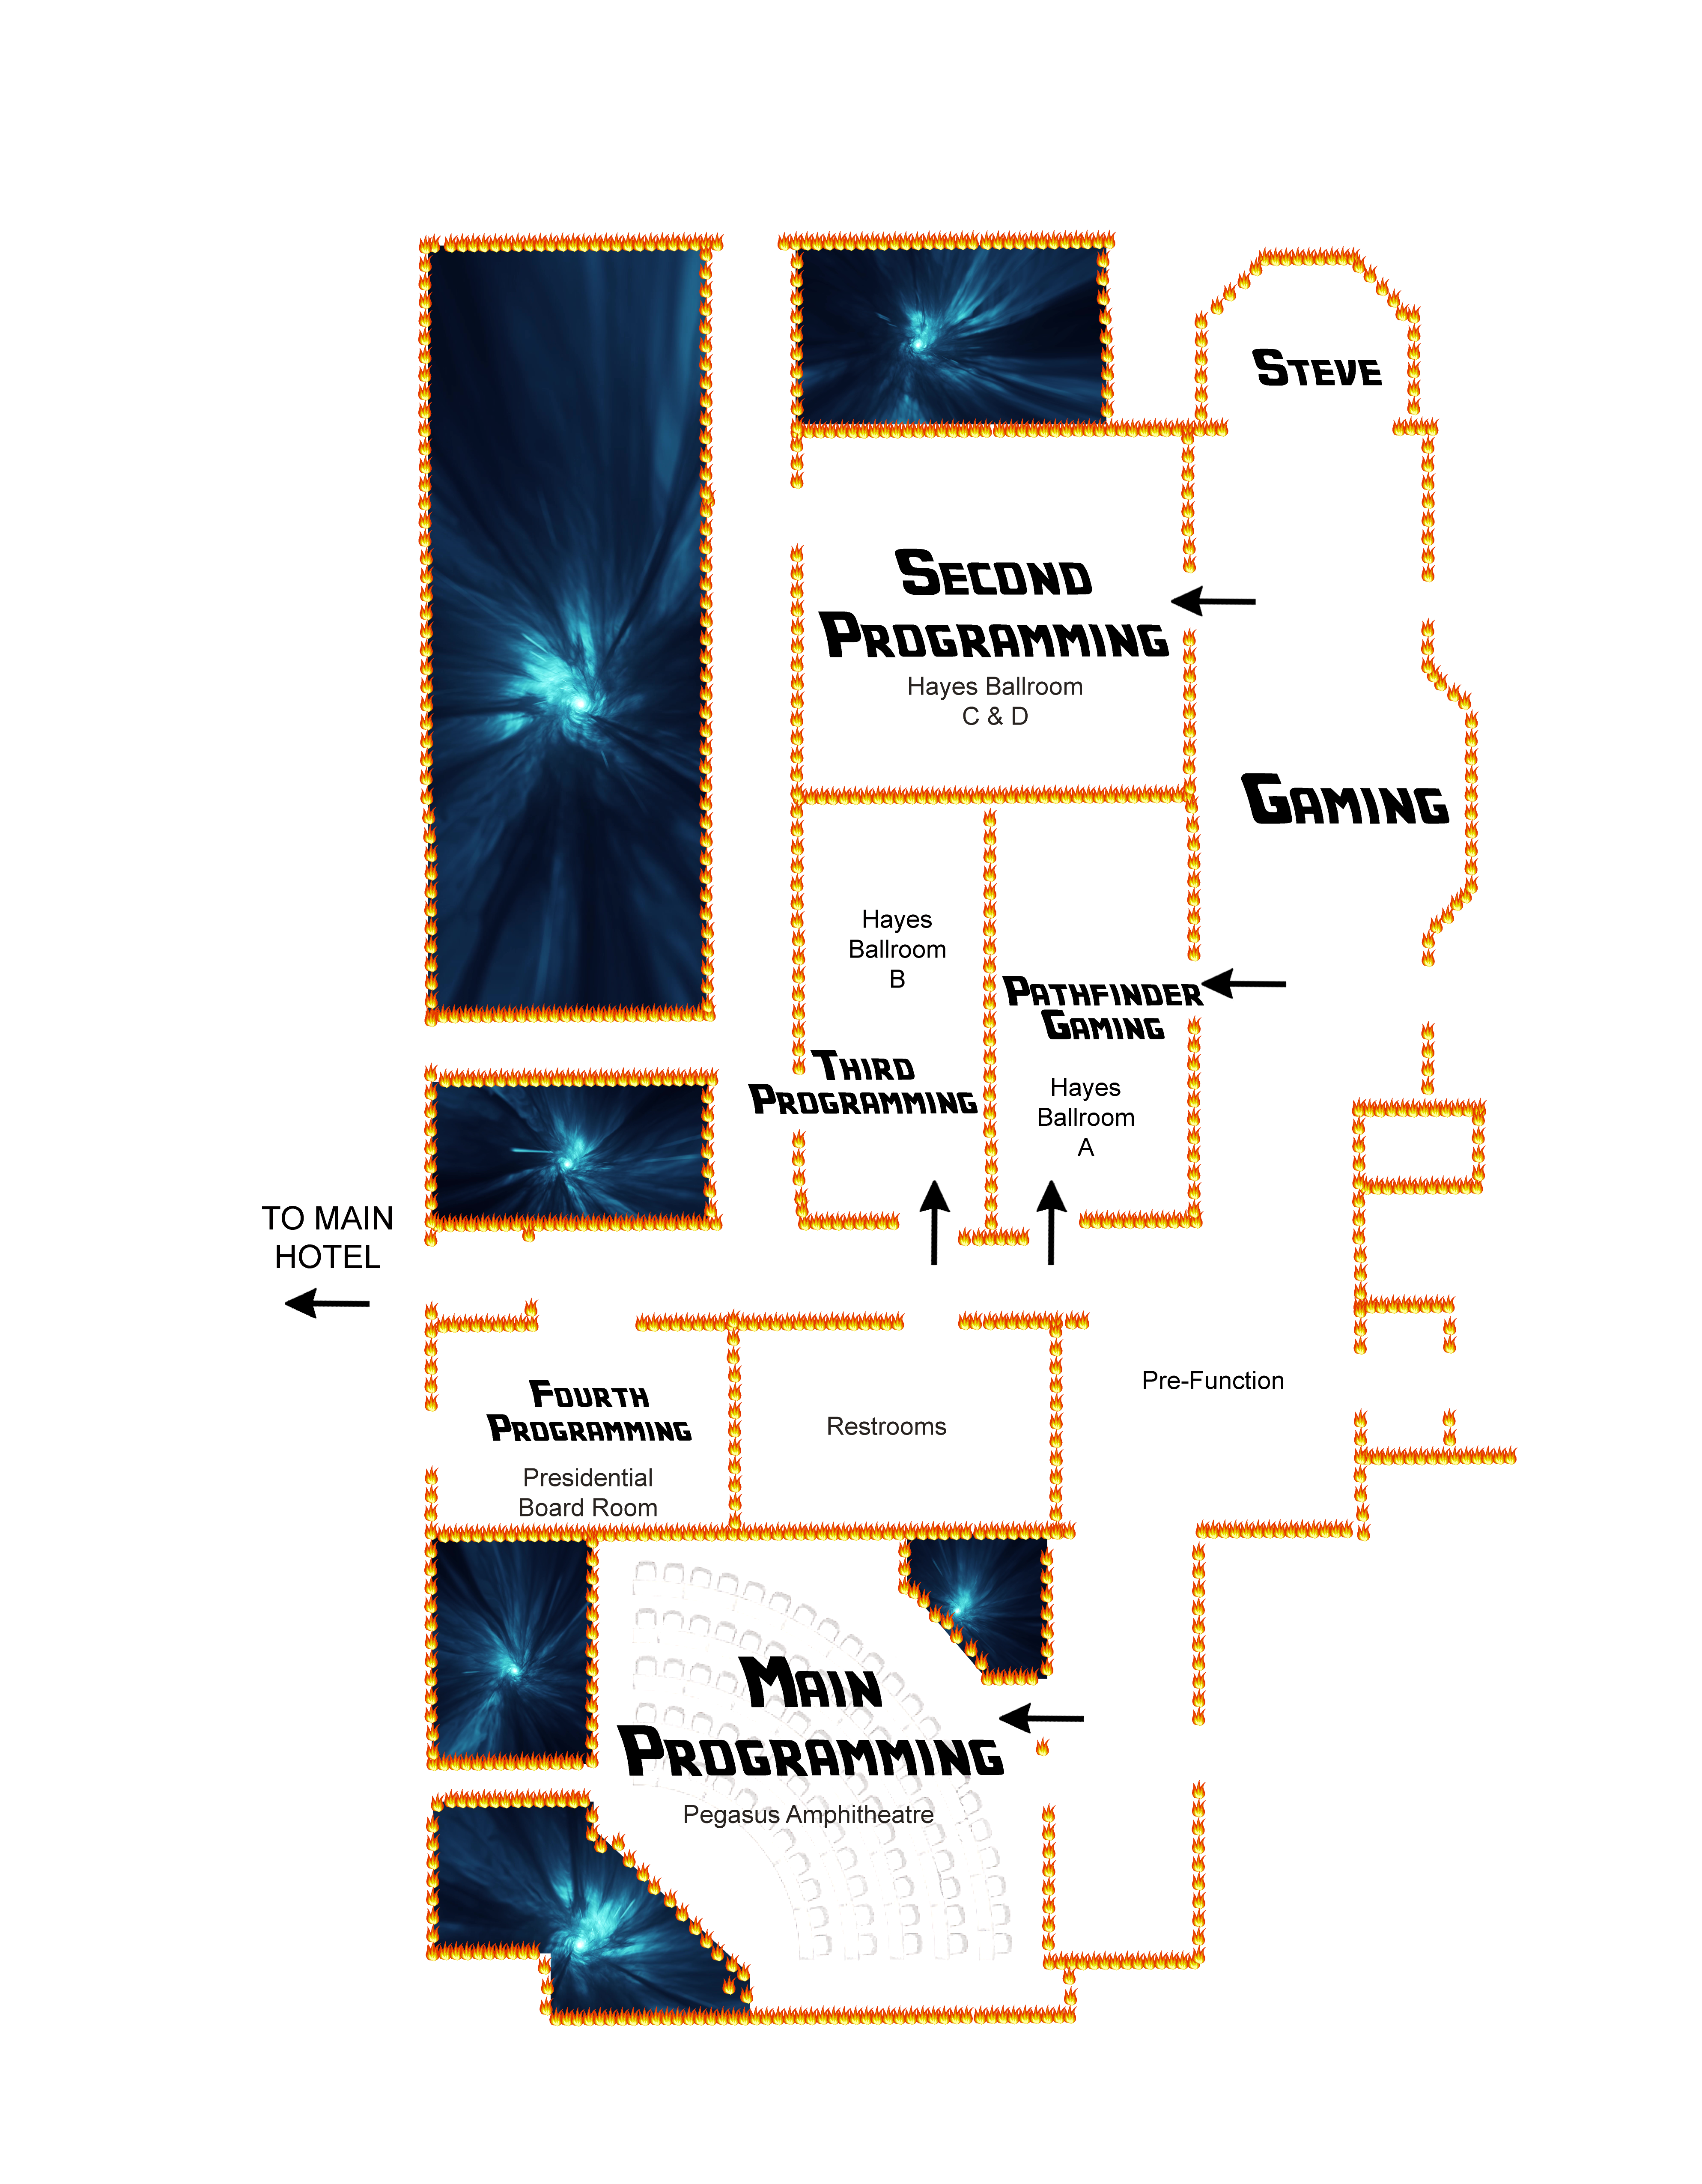 STEVE
SECOND
PROGRAMMING
Hayes Ballroom
C & D
GAMING
Hayes
Ballroom
B
PATHFINDER
GAMING
THIRD
PROGRAMMING
Hayes
Ballroom
A
TO MAIN
HOTEL
Pre-Function
FOURTH
PROGRAMMING
Restrooms
Presidential
Board Room
MAIN
PROGRAMMING
Pegasus Amphitheatre